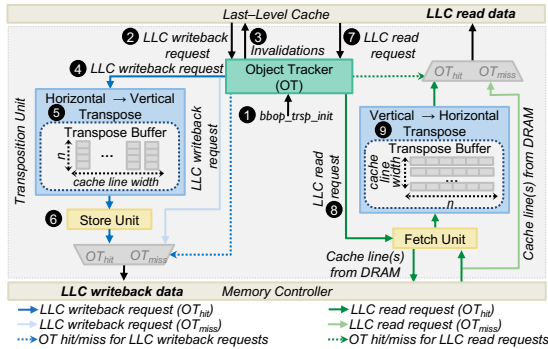 Last–Level Cache
LLC read data
2 LLC writeback request
3 Invalidations
7 LLC read request
4 LLC writeback request
Object Tracker (OT)
OThit OTmiss
1 bbop_trsp_init
Transposition Unit
Horizontal → Vertical
5 Transpose
Transpose Buffer
n
...
cache line width
LLC writeback request
LLC read request
8
Vertical → Horizontal
9 Transpose
Transpose Buffer
cache line width
...
n
Cache line(s) from DRAM
6 Store Unit
Fetch Unit
OThit OTmiss
Cache line(s) from DRAM
LLC writeback data
Memory Controller
LLC writeback request (OThit)
LLC writeback request (OTmiss)
OT hit/miss for LLC writeback requests
LLC read request (OThit)
LLC read request (OTmiss)
OT hit/miss for LLC read requests